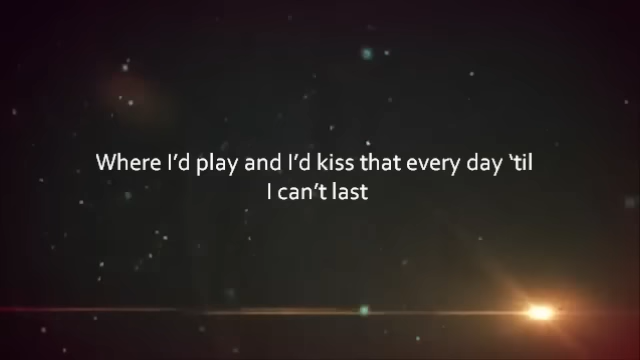 Where I’d play and I’d kiss that every day ‘til
I can’t last